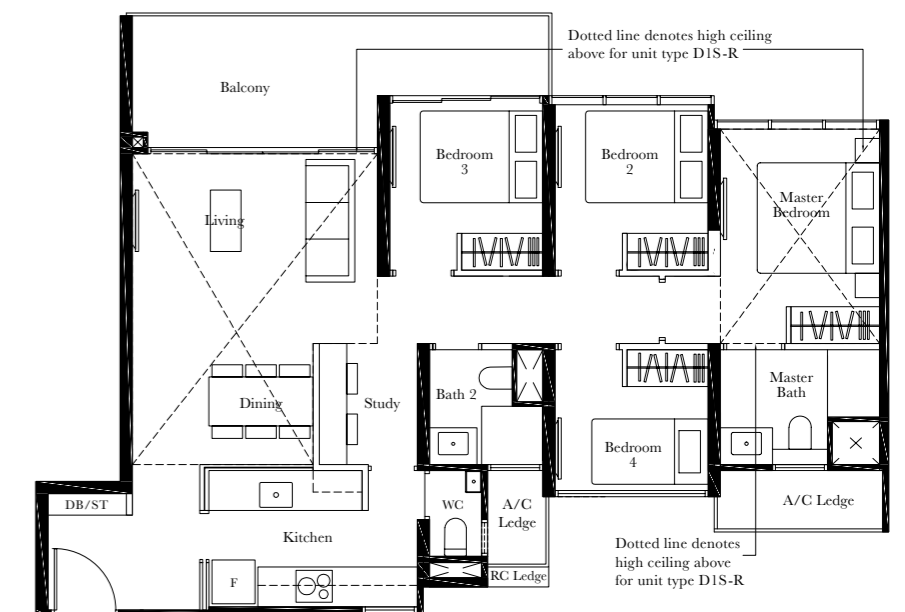 Dotted line denotes high ceiling
above for unit type D1S-R
Balcony
Bedroom
3
Bedroom
2
Master
Bedroom
Living
Dining
Study
Bath 2
Master
Bath
Bedroom
4
DB/ST
WC
A/C
Ledge
A/C Ledge
Kitchen
F
RC Ledge
Dotted line denotes
high ceiling above
for unit type D1S-R